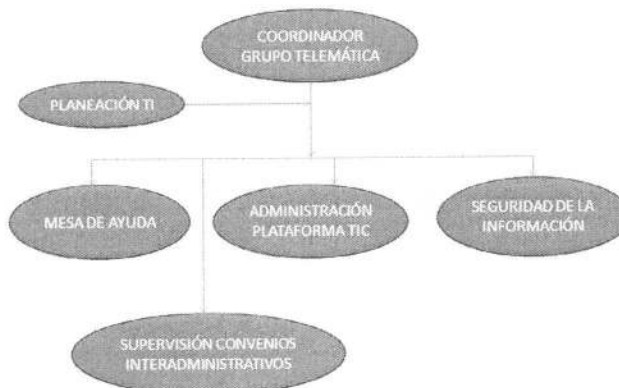 COORDINADOR
GRUPO TELEMÁTICA
PLANEACIÓN TI
MESA DE AYUDA
ADMINISTRACIÓN
PLATAFORMA TIC
SEGURIDAD DE LA
INFORMACIÓN
SUPERVISIÓN CONVENIOS
INTERADMINISTRATIVOS